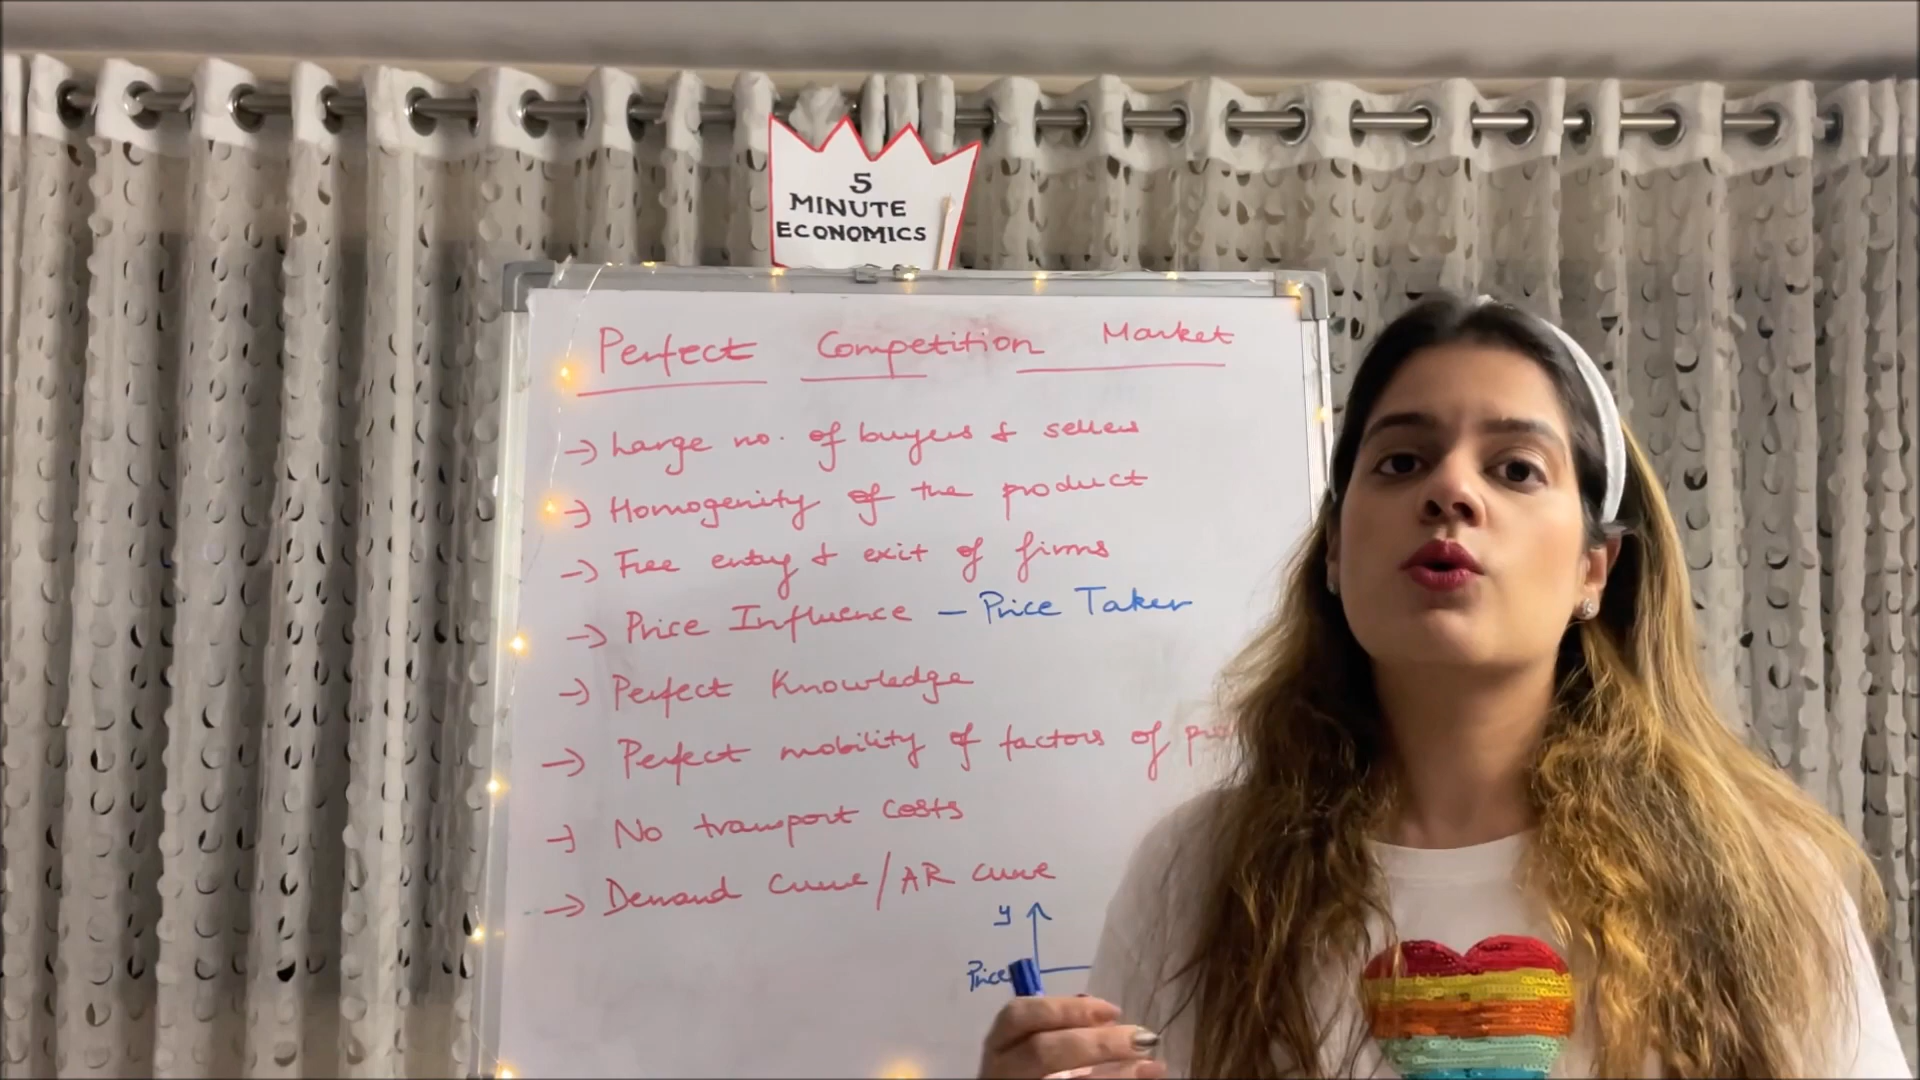 5
MINUTE
ECONOMICS
Perfect Competition Market
→ Large no. of buyers & sellers
→ Homogenity of the product
→ Free entry & exit of firms
→ Price Influence – Price Taker
→ Perfect Knowledge
→ Perfect mobility of factors of
→ No transport costs
→ Demand curve/AR curve
y
Price